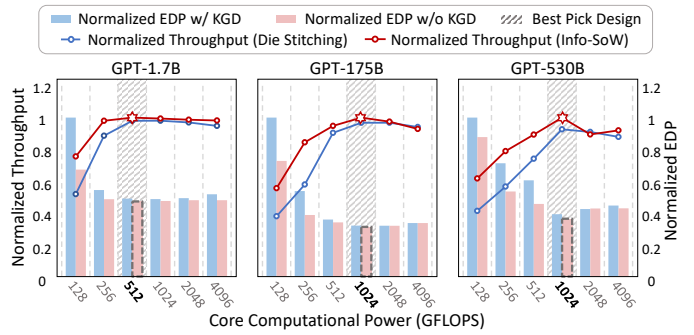 Normalized EDP w/ KGD Normalized EDP w/o KGD Best Pick Design
Normalized Throughput (Die Stitching) Normalized Throughput (Info-SoW)
GPT-1.7B GPT-175B GPT-530B
Normalized Throughput
1.2
1
0.8
0.6
0.4
0.2
0
1.2
1
0.8
0.6
0.4
0.2
0
Normalized EDP
128 256 512 1024 2048 4096
128 256 512 1024 2048 4096
128 256 512 1024 2048 4096
Core Computational Power (GFLOPS)